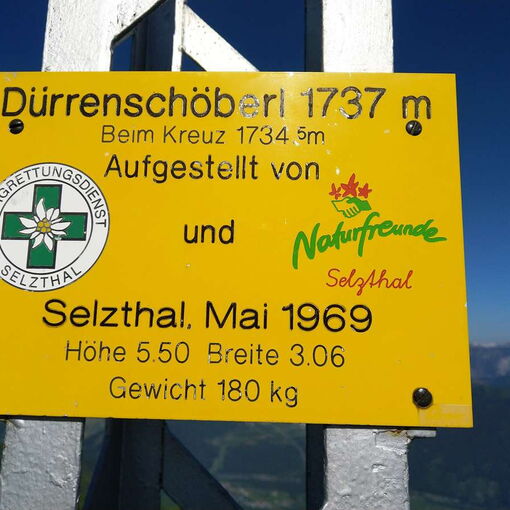 Dürrenschöberl 1737 m
Beim Kreuz 1734 5m
Aufgestellt von
SELZTHAL
und
Naturfreunde
Selzthal
Selzthal, Mai 1969
Höhe 5.50 Breite 3.06
Gewicht 180 kg